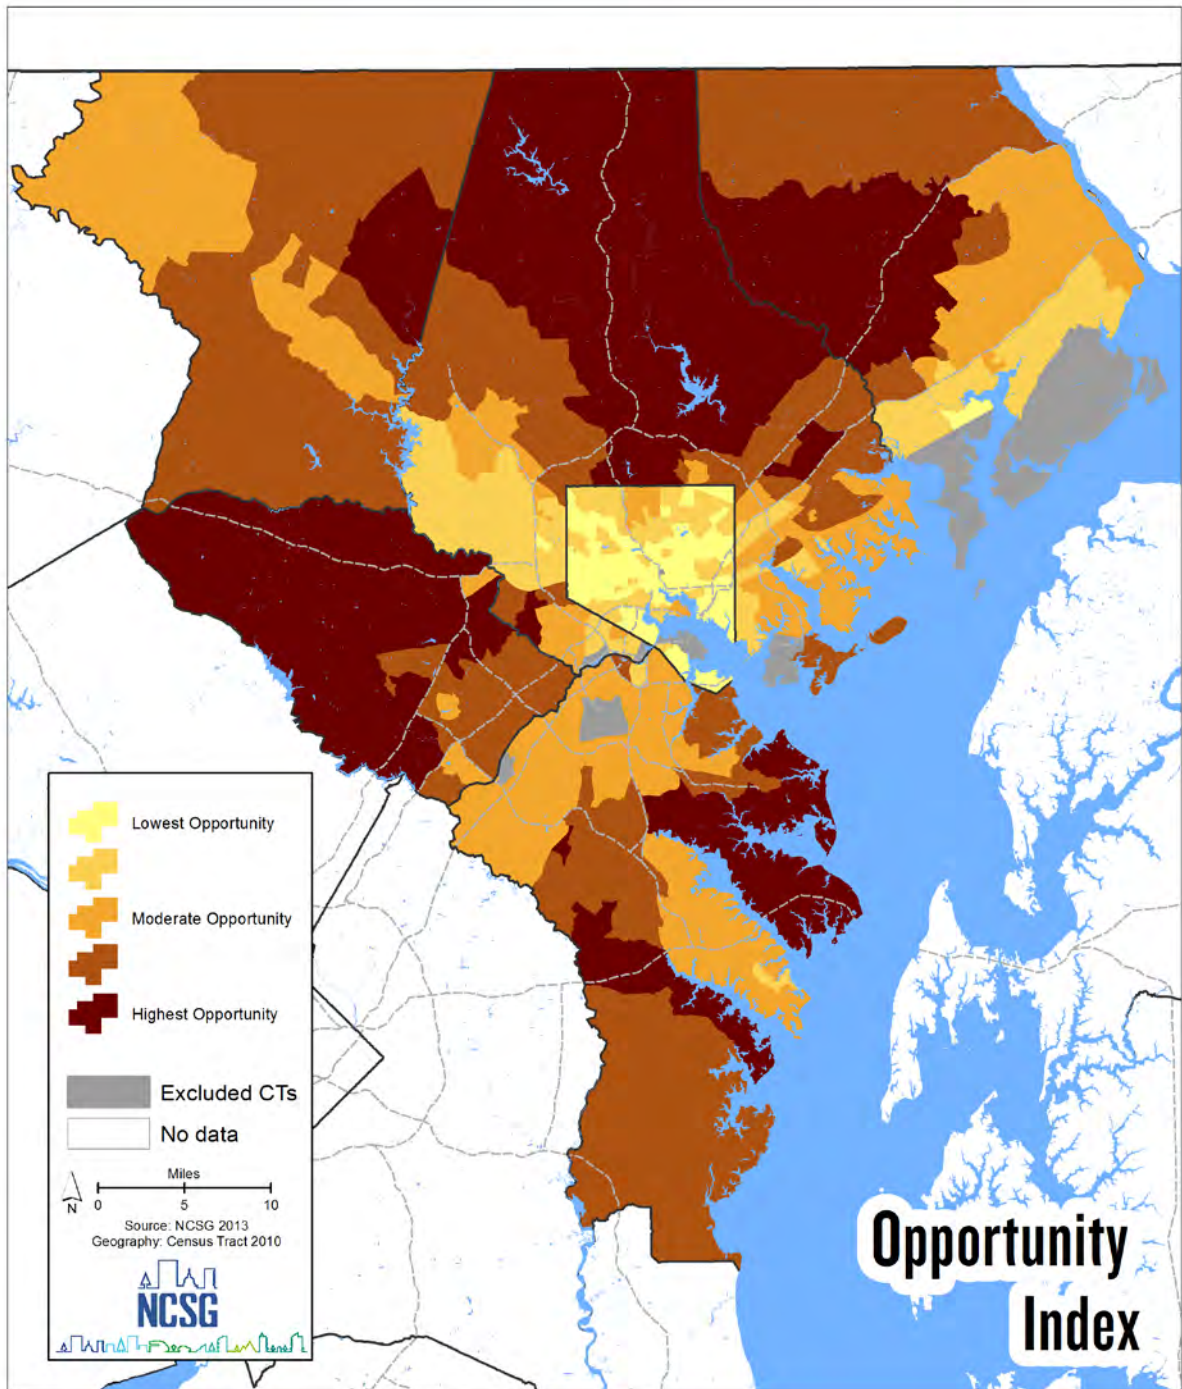 Lowest Opportunity
Moderate Opportunity
Highest Opportunity
Excluded CTs
No data
Miles
N
0 5 10
Source: NCSG 2013
Geography: Census Tract 2010
NCSG
Opportunity
Index